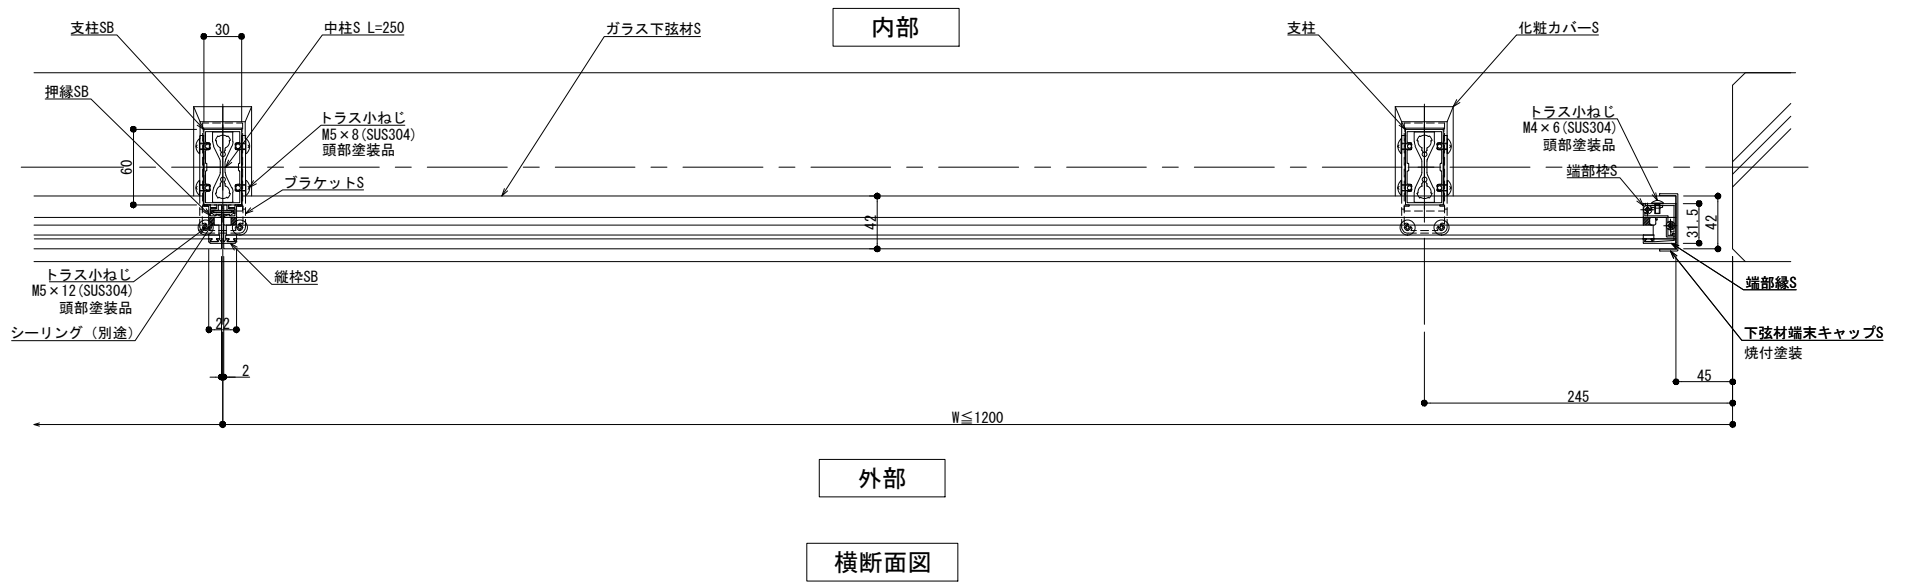 内部
支柱SB
30
中柱S L=250
ガラス下弦材S
支柱
化粧カバーS
押縁SB
トラス小ねじ
M5×8(SUS304)
頭部塗装品
トラス小ねじ
M4×6(SUS304)
頭部塗装品
60
ブラケットS
端部枠S
42
31.5
42
トラス小ねじ
M5×12(SUS304)
頭部塗装品
縦枠SB
端部縁S
シーリング（別途）
22
下弦材端末キャップS
焼付塗装
2
45
245
W≦1200
外部
横断面図